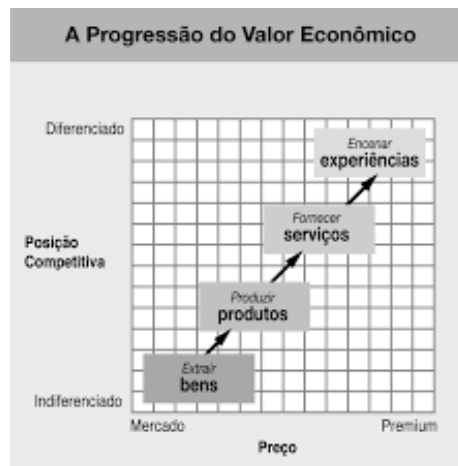 A Progressão do Valor Econômico
Diferenciado
Encenar
experiências
Fornecer
serviços
Posição
Competitiva
Produzir
produtos
Extrair
bens
Indiferenciado
Mercado
Premium
Preço